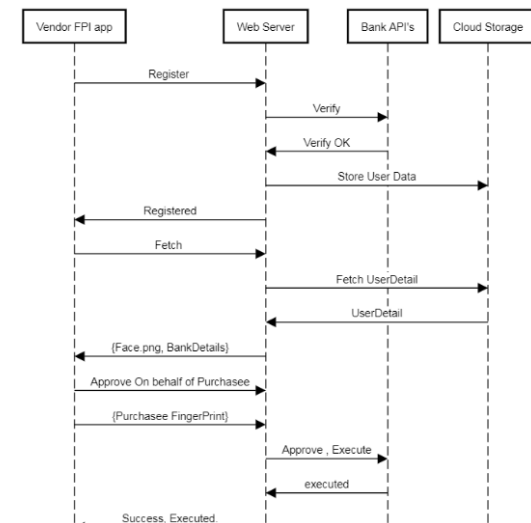 Vendor FPI app
Web Server
Bank API's
Cloud Storage
Register
Verify
Verify OK
Store User Data
Registered
Fetch
Fetch UserDetail
UserDetail
{Face.png, BankDetails}
Approve On behalf of Purchasee
{Purchasee FingerPrint}
Approve , Execute
executed
Success, Executed.